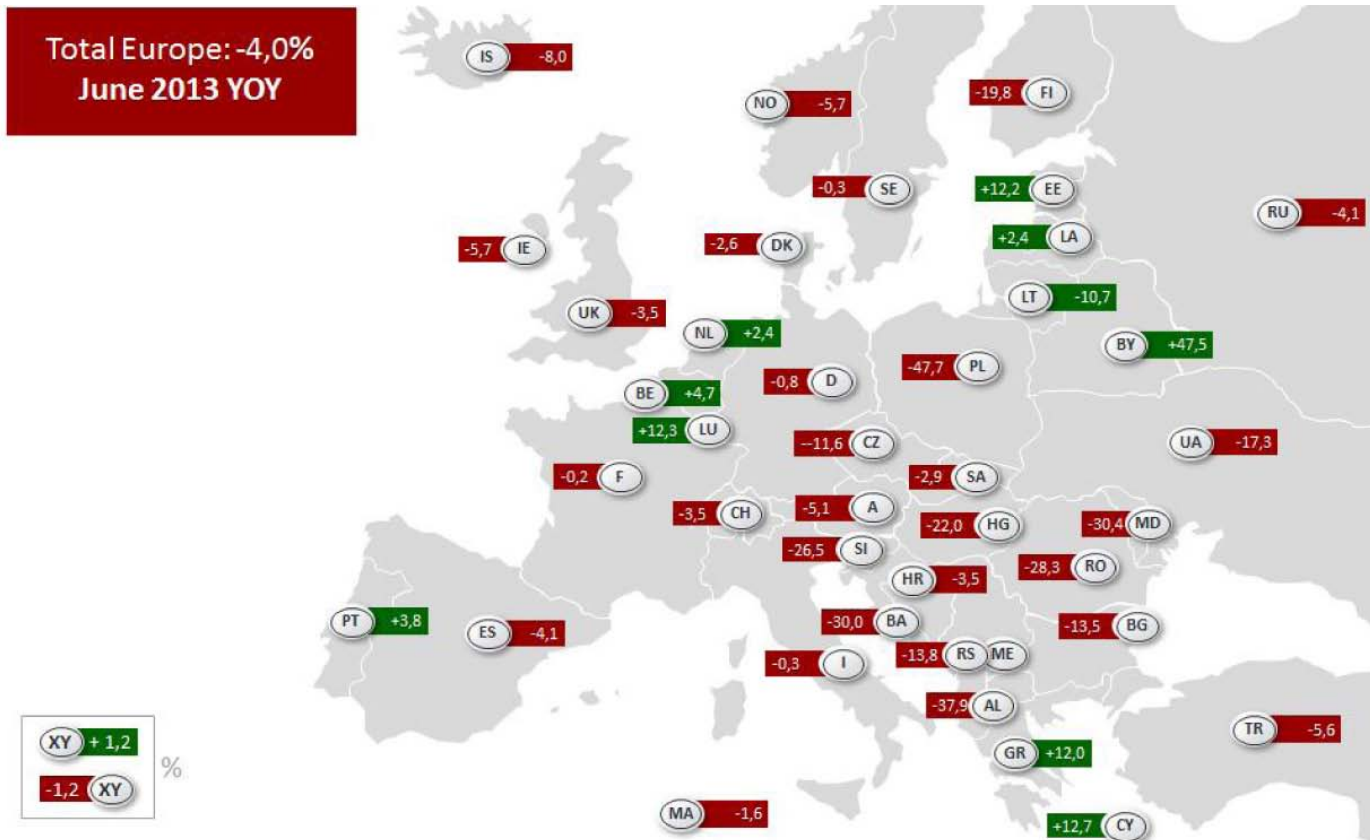 Total Europe: -4,0%
June 2013 YOY
IS -8,0
NO -5,7
-19,8 FI
-0,3 SE
+12,2 EE
RU -4,1
-5,7 IE
-2,6 DK
+2,4 LA
LT -10,7
UK -3,5
NL +2,4
BY +47,5
-47,7 PL
-0,8 D
BE +4,7
+12,3 LU
--11,6 CZ
UA -17,3
-0,2 F
-2,9 SA
-3,5 CH
-5,1 A
-22,0 HG
-30,4 MD
-26,5 SI
-28,3 RO
HR -3,5
PT +3,8
ES -4,1
-30,0 BA
-13,5 BG
-0,3 I
-13,8 RS ME
-37,9 AL
TR -5,6
GR +12,0
XY + 1,2
%
-1,2 XY
MA -1,6
+12,7 CY